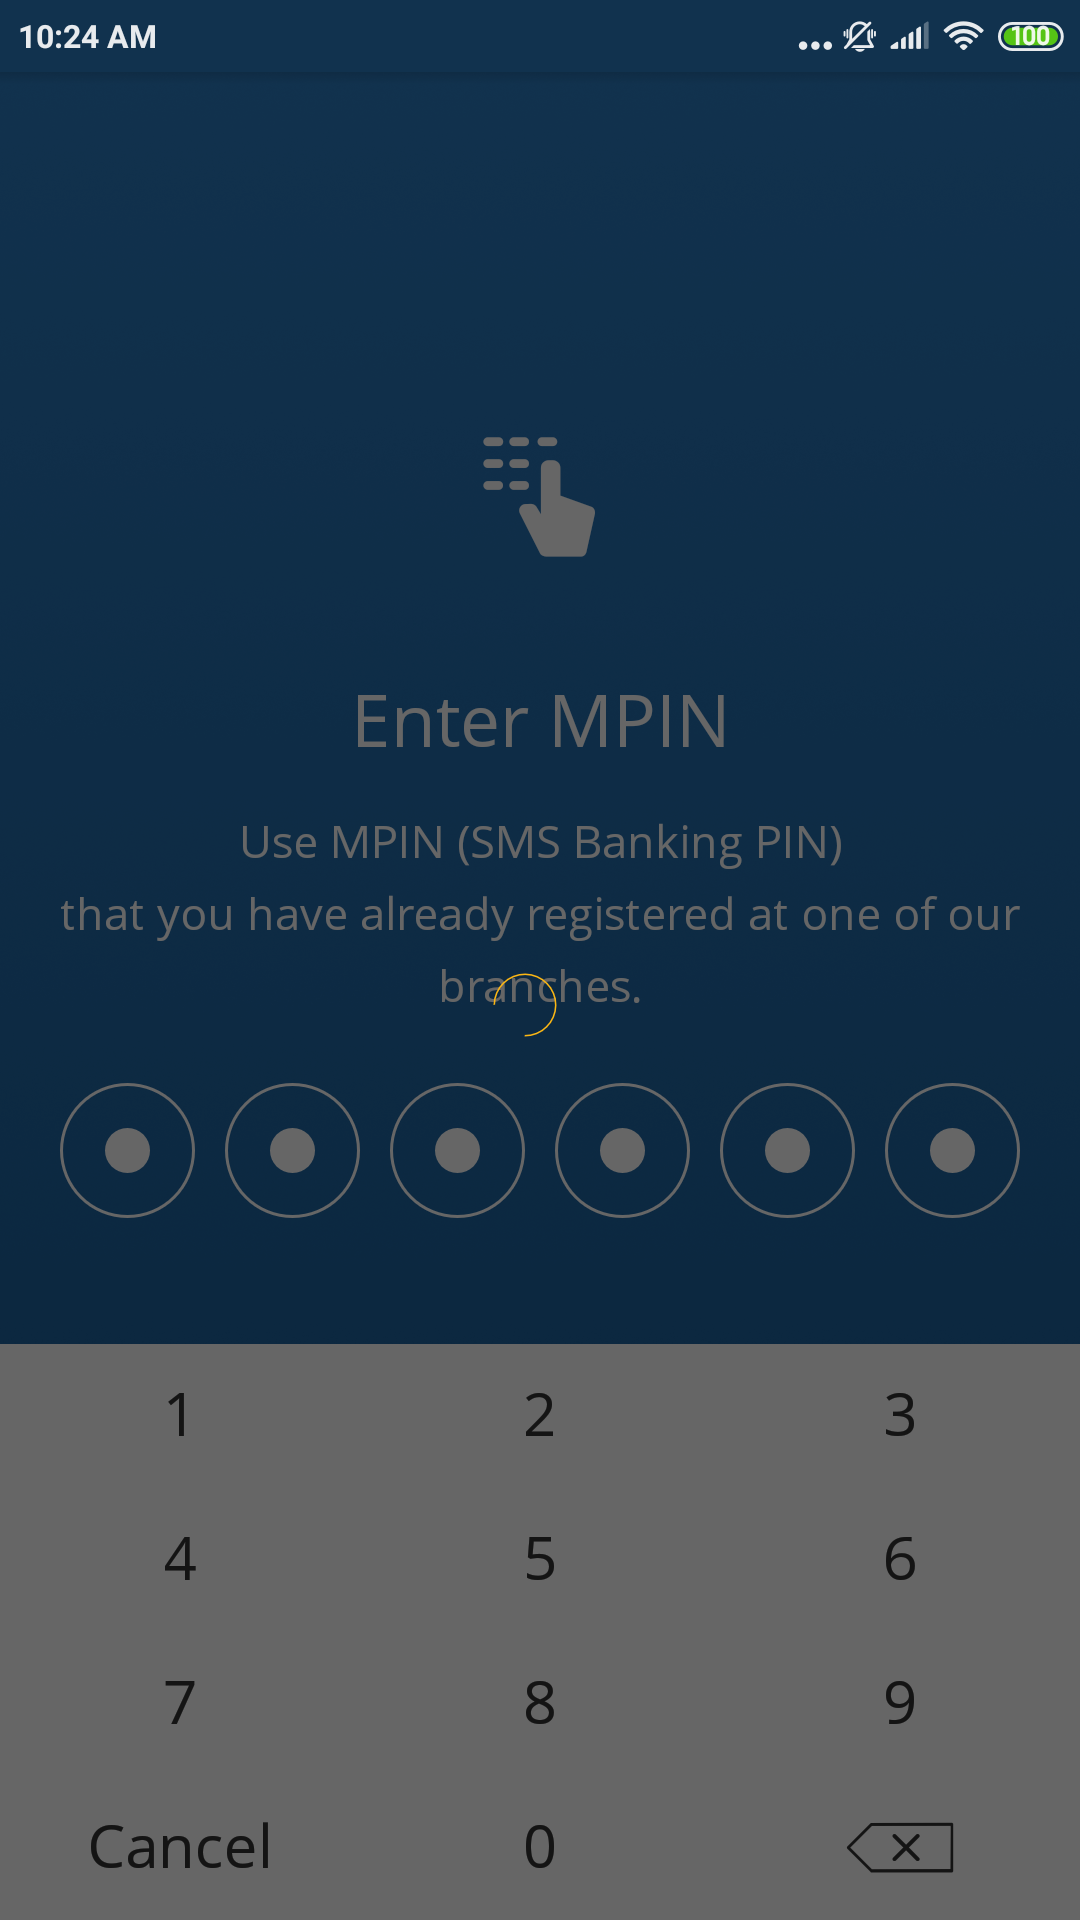 10:24 AM
100
Enter MPIN
Use MPIN (SMS Banking PIN)
that you have already registered at one of our
branches.
1 2 3
4 5 6
7 8 9
Cancel 0